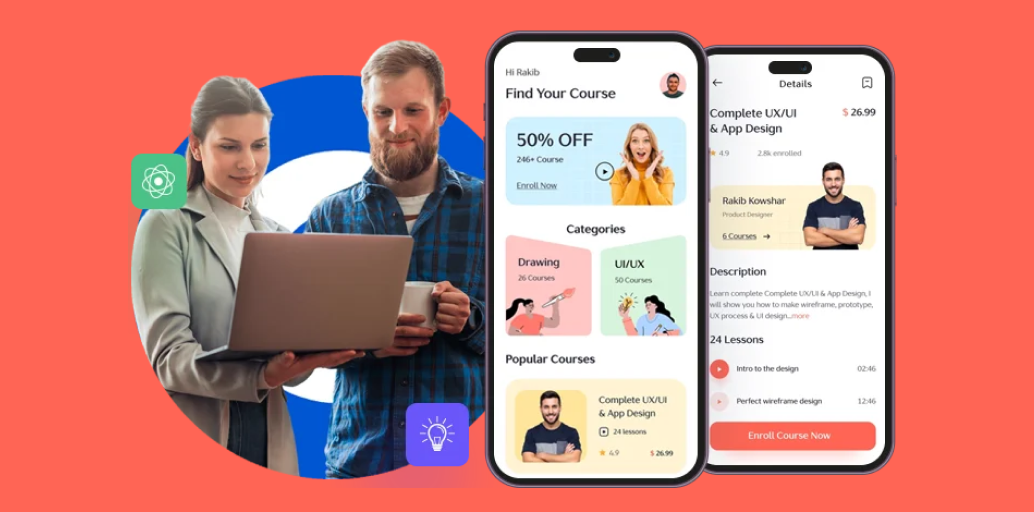 Hi Rakib
Find Your Course
50% OFF
246+ Course
Enroll Now
Categories
Drawing
26 Courses
UI/UX
50 Courses
Popular Courses
Complete UX/UI
& App Design
24 lessons
4.9
$ 26.99
Details
Complete UX/UI
& App Design
$ 26.99
4.9
2.8k enrolled
Rakib Kowshar
Product Designer
6 Courses
Description
Learn complete Complete UX/UI & App Design, I
will show you how to make wireframe, prototype,
UX process & UI design...more
24 Lessons
Intro to the design
02:46
Perfect wireframe design
12:46
Enroll Course Now